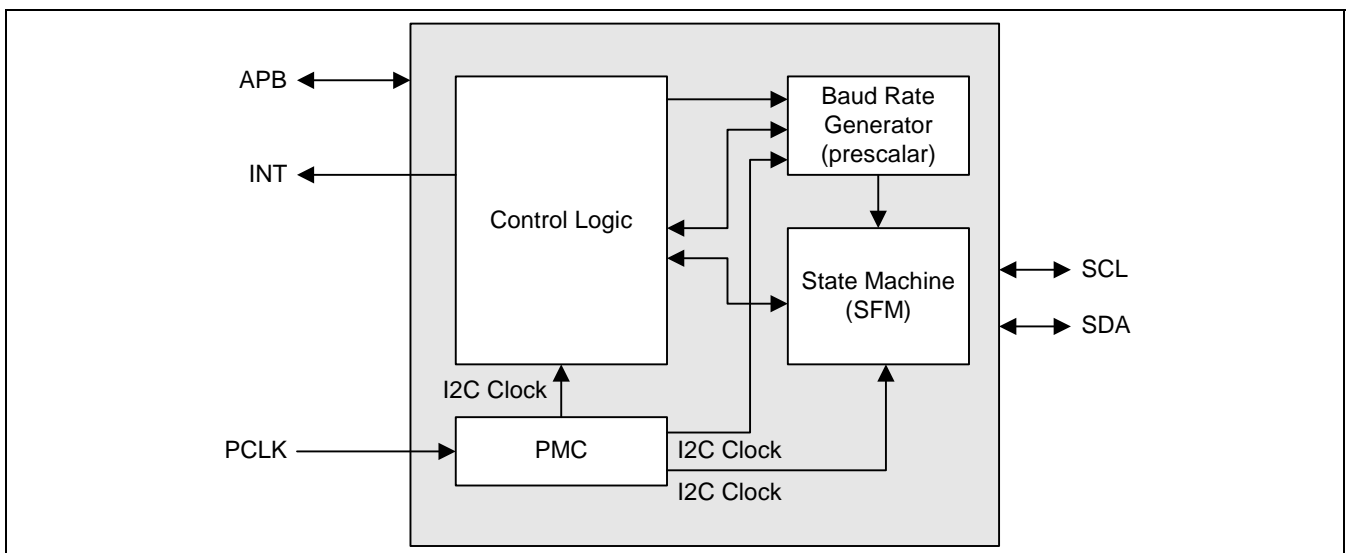 APB
INT
PCLK
Control Logic
Baud Rate
Generator
(prescalar)
State Machine
(SFM)
SCL
SDA
I2C Clock
PMC
I2C Clock
I2C Clock